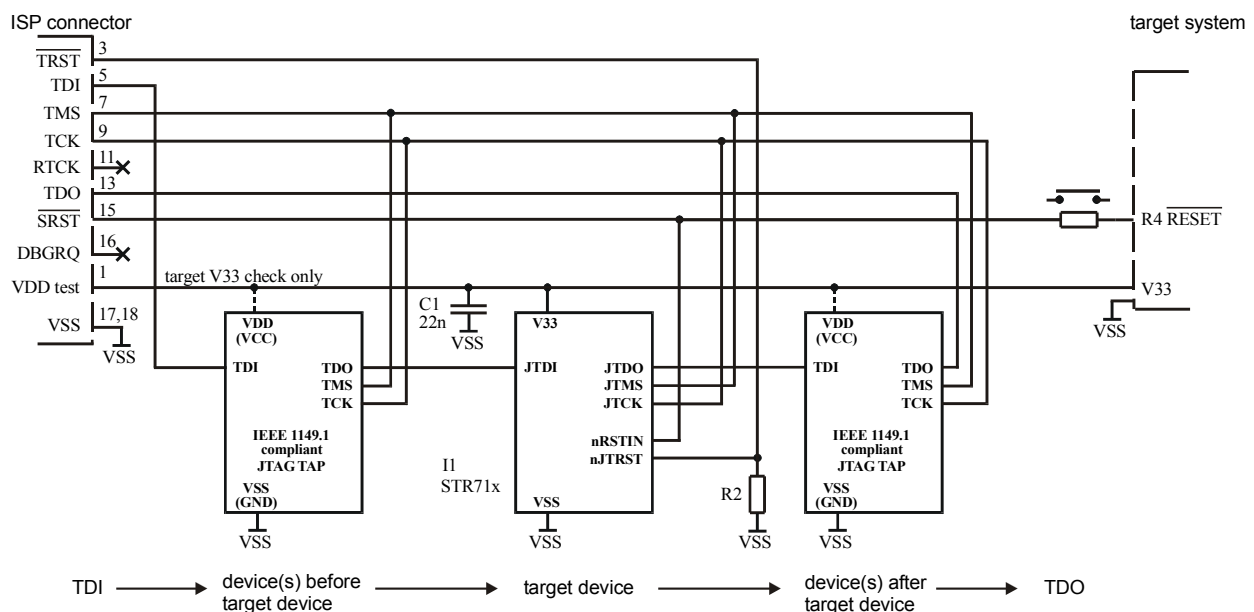 ISP connector
target system
TRST
3
TDI
5
TMS
7
TCK
9
RTCK
11
TDO
13
SRST
15
R4 RESET
DBGRQ
16
VDD test
1
target V33 check only
V33
VSS
17,18
VSS
VSS
C1
22n
VSS
VDD
(VCC)
TDI
TDO
TMS
TCK
IEEE 1149.1
compliant
JTAG TAP
VSS
(GND)
VSS
V33
JTDI
JTDO
JTMS
JTCK
nRSTIN
nJTRST
I1
STR71x
VSS
VSS
R2
VSS
VDD
(VCC)
TDI
TDO
TMS
TCK
IEEE 1149.1
compliant
JTAG TAP
VSS
(GND)
VSS
TDI
device(s) before
target device
target device
device(s) after
target device
TDO